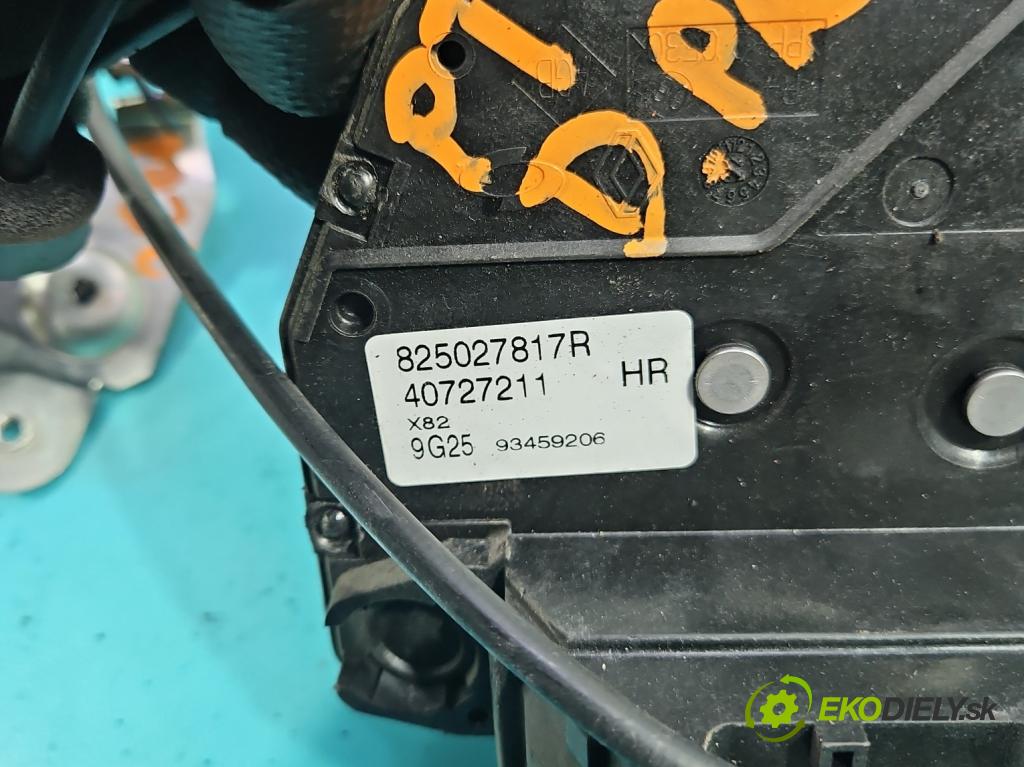 825027817R
40727211 HR
X82
9G25 93459206
EKODIELY.sk